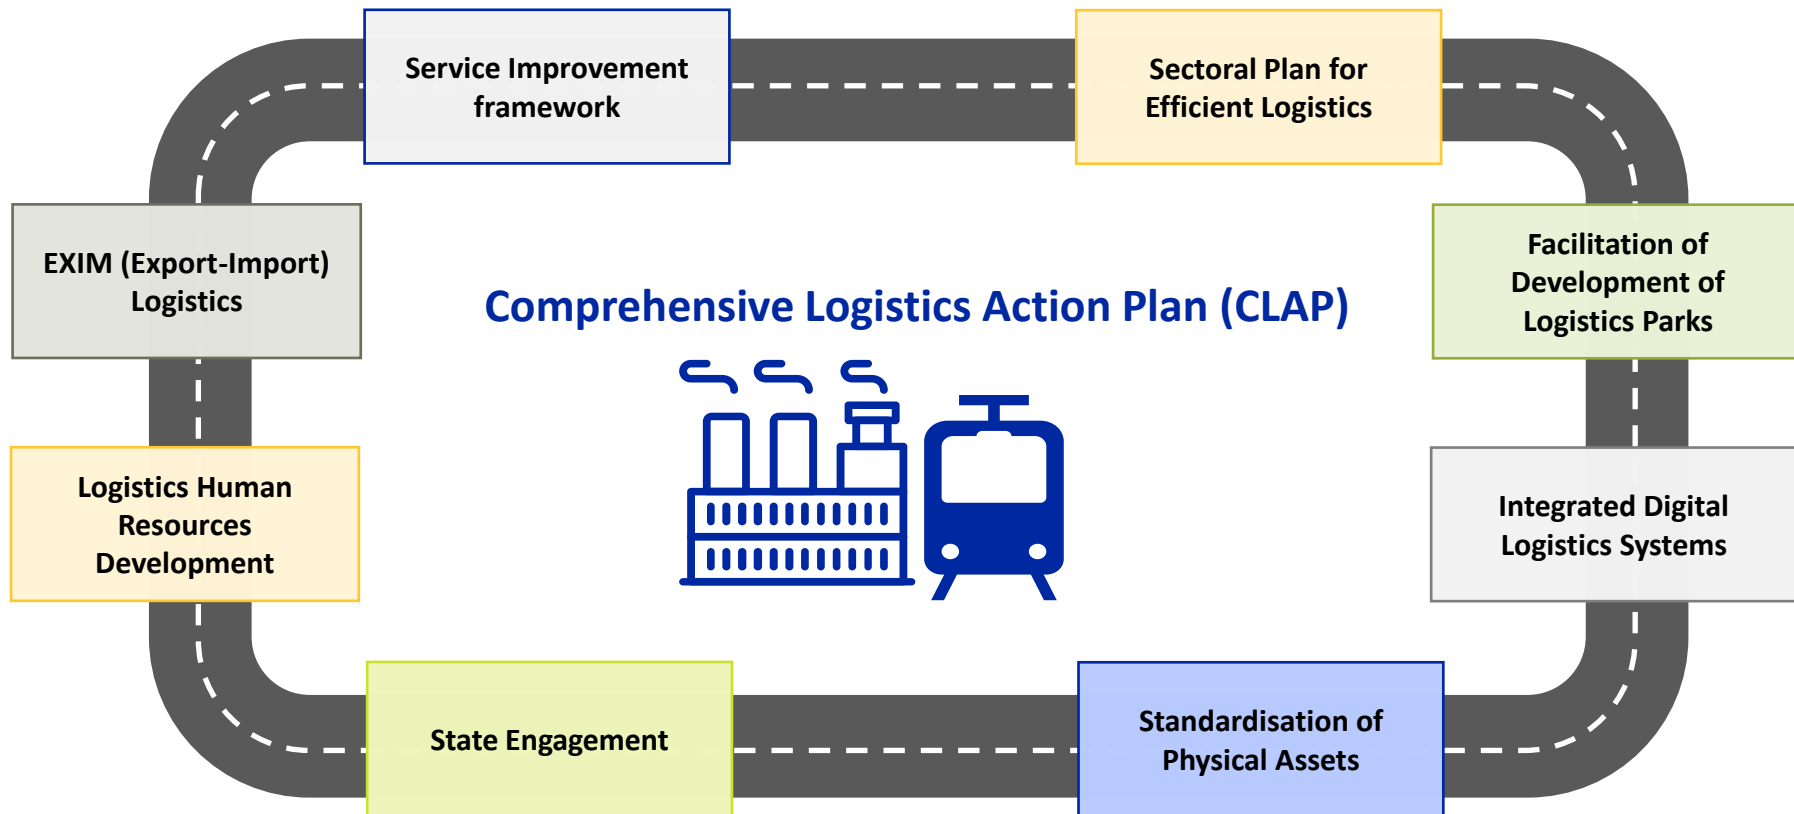 Service Improvement
framework
Sectoral Plan for
Efficient Logistics
EXIM (Export-Import)
Logistics
Facilitation of
Development of
Logistics Parks
Comprehensive Logistics Action Plan (CLAP)
Logistics Human
Resources
Development
Integrated Digital
Logistics Systems
State Engagement
Standardisation of
Physical Assets